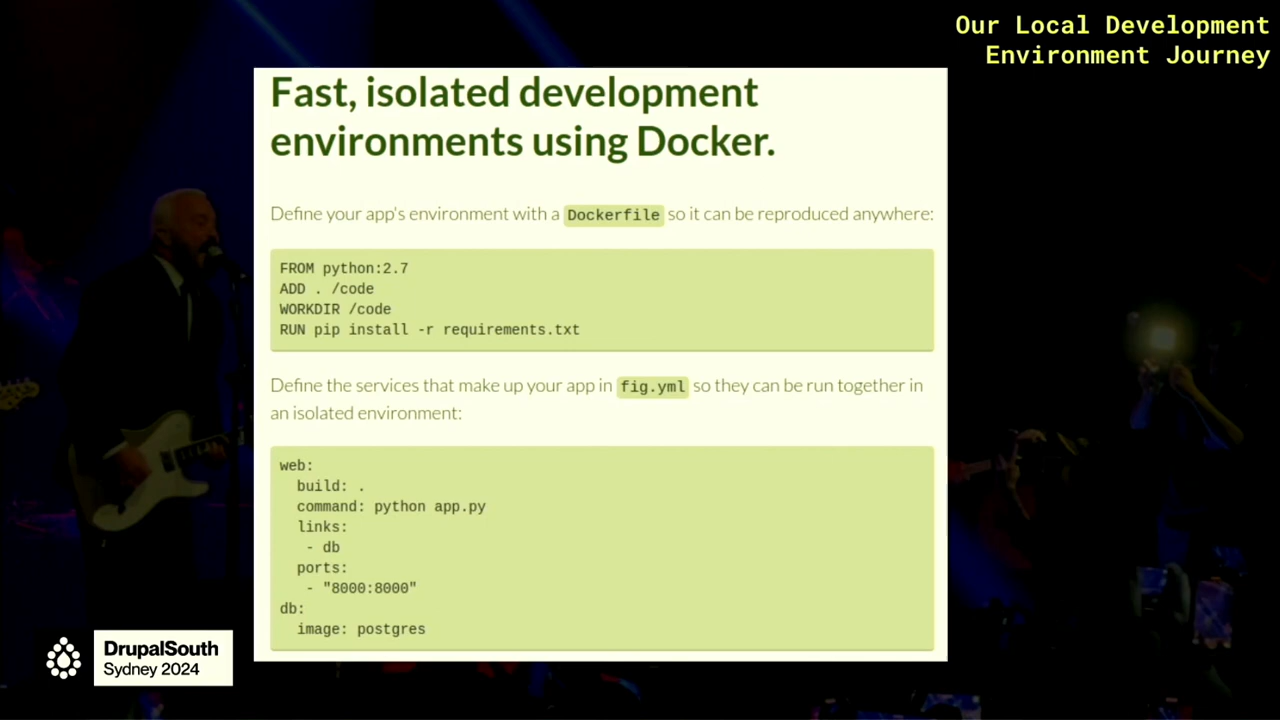 Our Local Development
Environment Journey
Fast, isolated development
environments using Docker.
Define your app's environment with a Dockerfile so it can be reproduced anywhere:
FROM python:2.7
ADD . /code
WORKDIR /code
RUN pip install -r requirements.txt
Define the services that make up your app in fig.yml so they can be run together in
an isolated environment:
web:
  build: .
  command: python app.py
  links:
   - db
  ports:
   - "8000:8000"
db:
  image: postgres
DrupalSouth
Sydney 2024